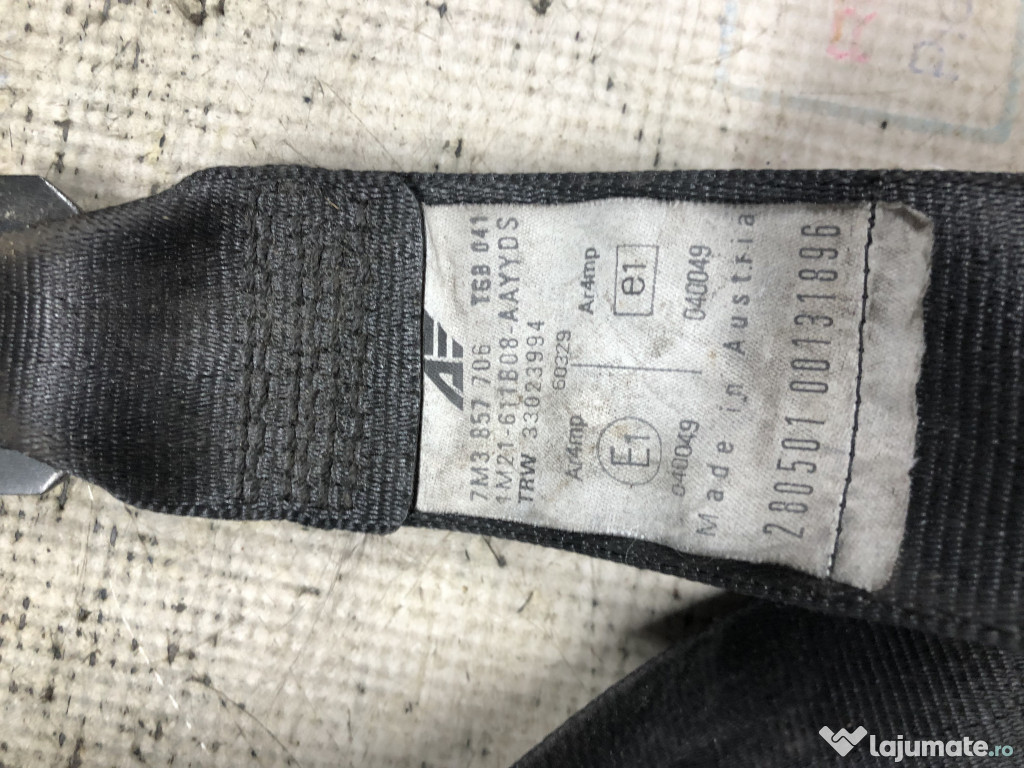 7M3 857 706 TGB 041
1M21-611B08-AAYYDS
TRW 33023994
60329
Ar4mp Ar4mp
E1 e1
040049 040049
Made in Austria
280501 00131896
lajumate.ro